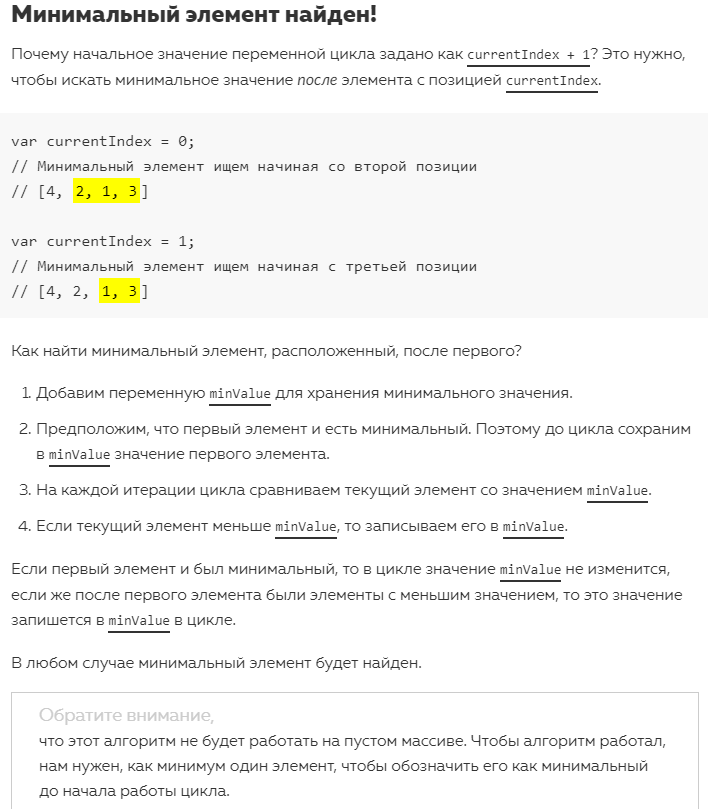 Минимальный элемент найден!
Почему начальное значение переменной цикла задано как currentIndex + 1? Это нужно,
чтобы искать минимальное значение после элемента с позицией currentIndex.
var currentIndex = 0;
// Минимальный элемент ищем начиная со второй позиции
// [4, 2, 1, 3]
var currentIndex = 1;
// Минимальный элемент ищем начиная с третьей позиции
// [4, 2, 1, 3]
Как найти минимальный элемент, расположенный, после первого?
1. Добавим переменную minValue для хранения минимального значения.
2. Предположим, что первый элемент и есть минимальный. Поэтому до цикла сохраним
в minValue значение первого элемента.
3. На каждой итерации цикла сравниваем текущий элемент со значением minValue.
4. Если текущий элемент меньше minValue, то записываем его в minValue.
Если первый элемент и был минимальный, то в цикле значение minValue не изменится,
если же после первого элемента были элементы с меньшим значением, то это значение
запишется в minValue в цикле.
В любом случае минимальный элемент будет найден.
Обратите внимание,
что этот алгоритм не будет работать на пустом массиве. Чтобы алгоритм работал,
нам нужен, как минимум один элемент, чтобы обозначить его как минимальный
до начала работы цикла.